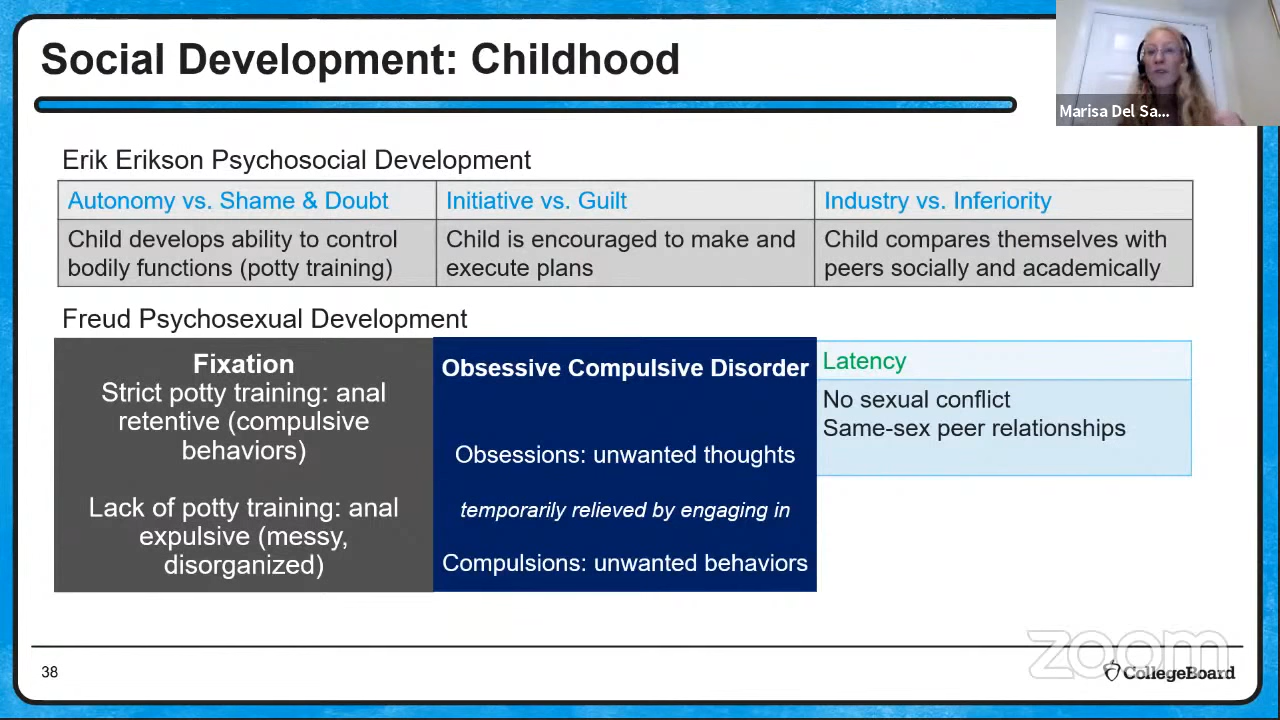 Social Development: Childhood
Marisa Del Sa...
Erik Erikson Psychosocial Development
Autonomy vs. Shame & Doubt
Initiative vs. Guilt
Industry vs. Inferiority
Child develops ability to control
bodily functions (potty training)
Child is encouraged to make and
execute plans
Child compares themselves with
peers socially and academically
Freud Psychosexual Development
Fixation
Strict potty training: anal
retentive (compulsive
behaviors)
Lack of potty training: anal
expulsive (messy,
disorganized)
Obsessive Compulsive Disorder
Obsessions: unwanted thoughts
temporarily relieved by engaging in
Compulsions: unwanted behaviors
Latency
No sexual conflict
Same-sex peer relationships
zoom
38
CollegeBoard